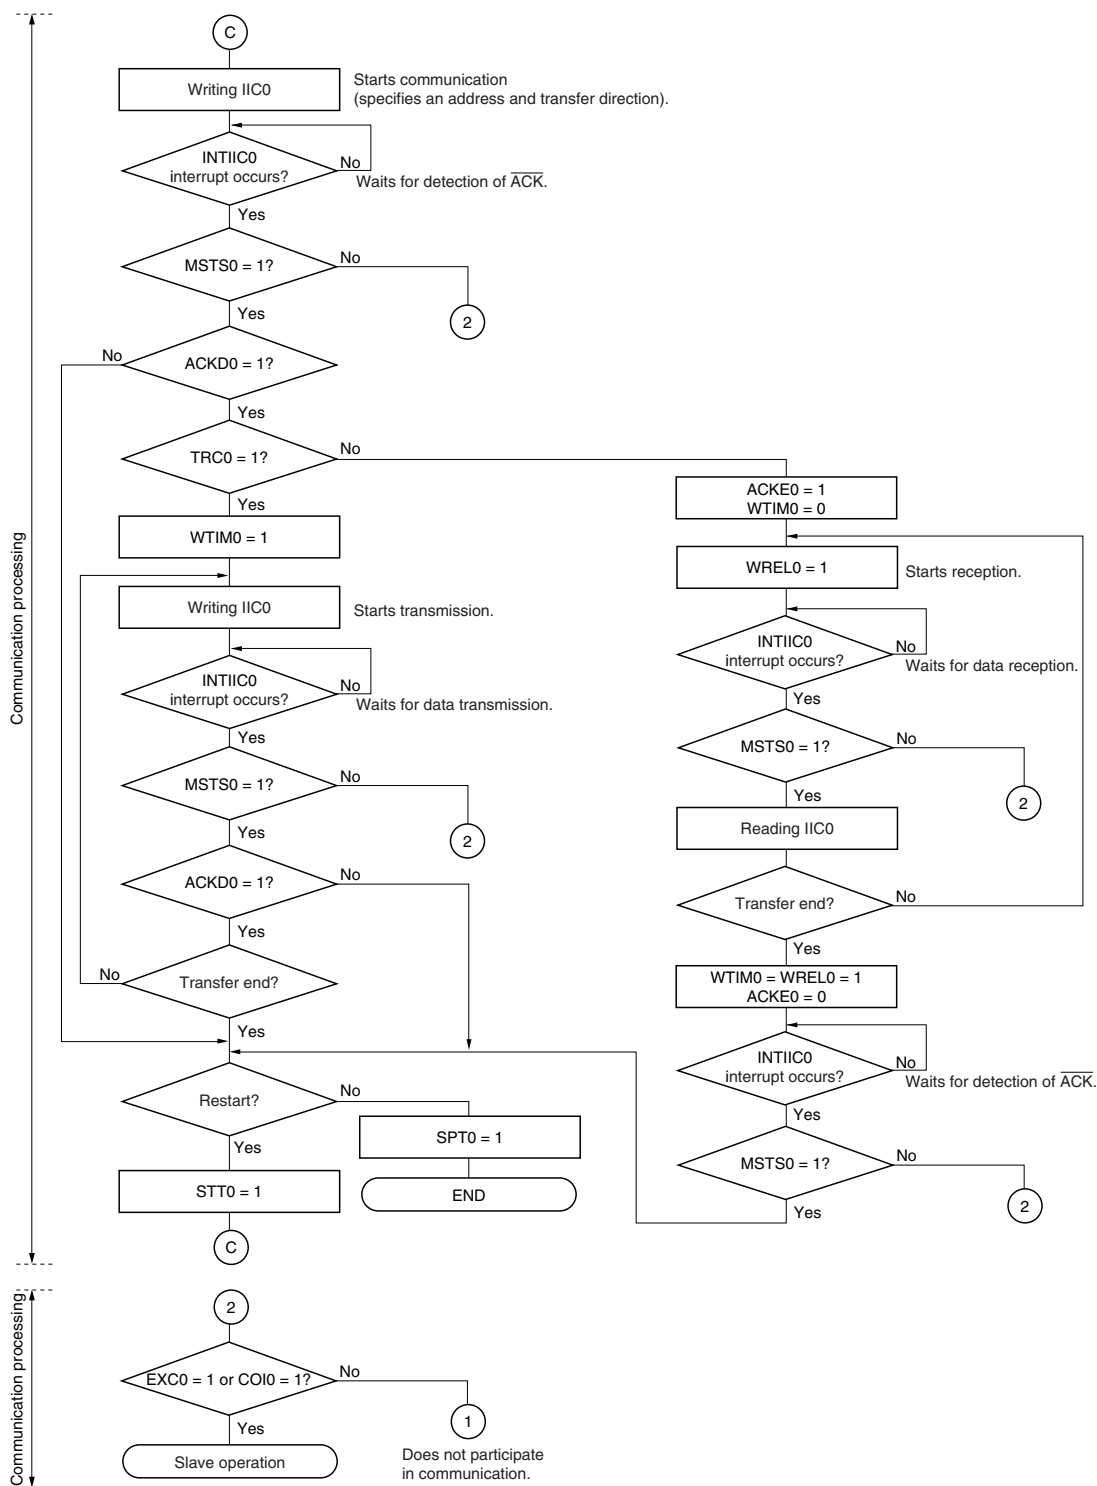 C
Writing IIC0
Starts communication
(specifies an address and transfer direction).
INTIIC0
interrupt occurs?
No
Waits for detection of ACK.
Yes
MSTS0 = 1?
No
2
Yes
ACKD0 = 1?
No
Yes
TRC0 = 1?
No
Yes
WTIM0 = 1
Writing IIC0
Starts transmission.
INTIIC0
interrupt occurs?
No
Waits for data transmission.
Yes
MSTS0 = 1?
No
2
Yes
ACKD0 = 1?
No
Yes
Transfer end?
No
Yes
Restart?
No
SPT0 = 1
END
Yes
STT0 = 1
C
ACKE0 = 1
WTIM0 = 0
WREL0 = 1
Starts reception.
INTIIC0
interrupt occurs?
No
Waits for data reception.
Yes
MSTS0 = 1?
No
2
Yes
Reading IIC0
Transfer end?
No
Yes
WTIM0 = WREL0 = 1
ACKE0 = 0
INTIIC0
interrupt occurs?
No
Waits for detection of ACK.
Yes
MSTS0 = 1?
No
2
Yes
Communication processing
2
EXC0 = 1 or COI0 = 1?
No
1
Does not participate
in communication.
Yes
Slave operation
Communication processing